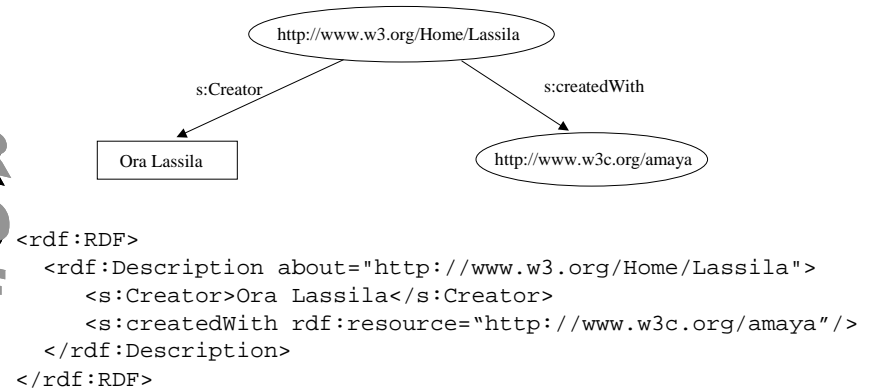 http://www.w3.org/Home/Lassila
s:Creator
s:createdWith
Ora Lassila
http://www.w3c.org/amaya
<rdf:RDF>
<rdf:Description about="http://www.w3.org/Home/Lassila">
<s:Creator>Ora Lassila</s:Creator>
<s:createdWith rdf:resource=“http://www.w3c.org/amaya”/>
</rdf:Description>
</rdf:RDF>